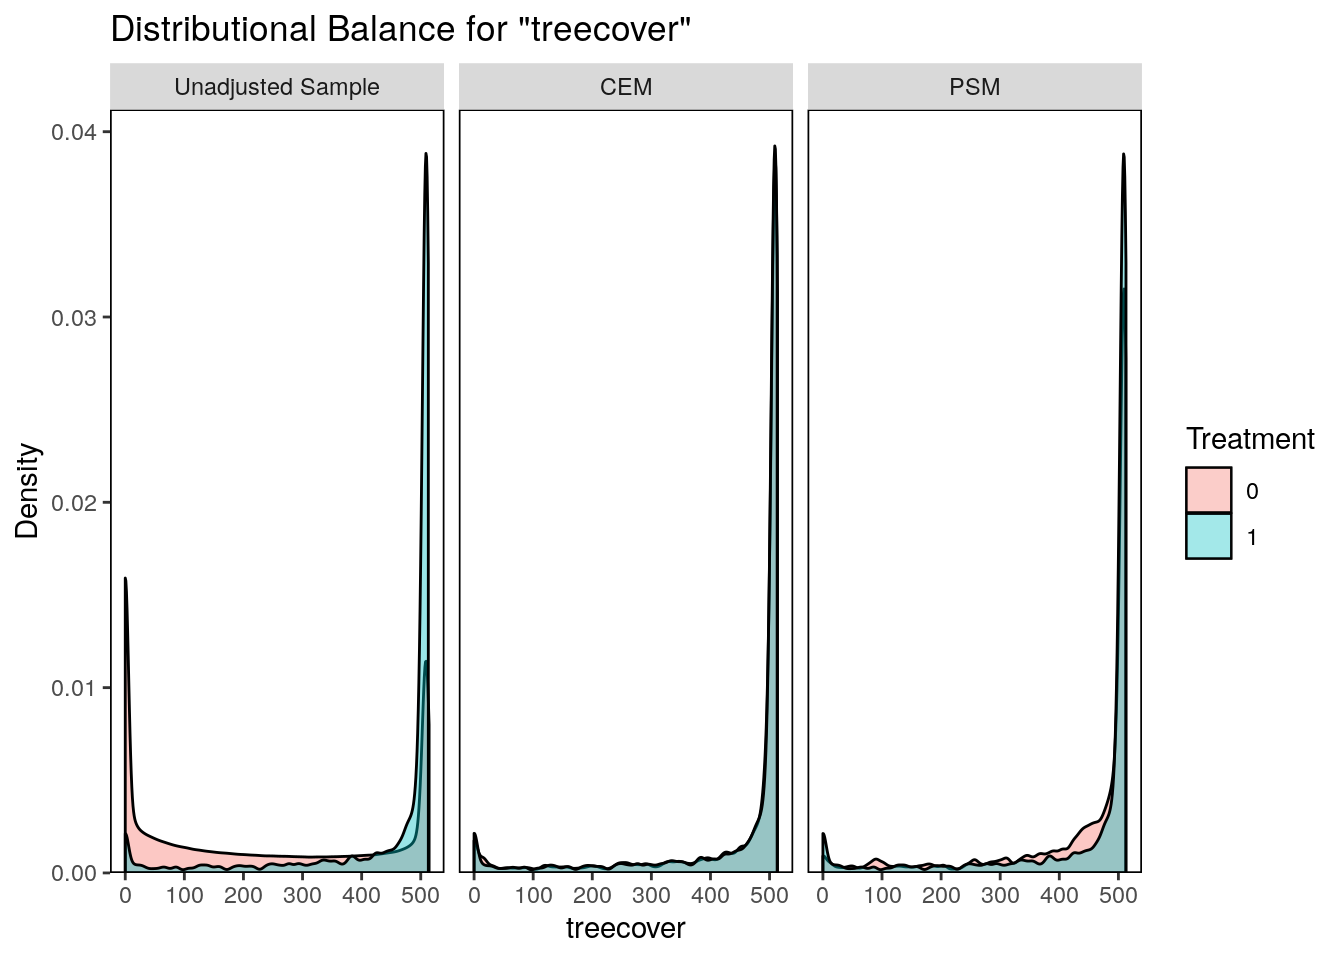 Distributional Balance for "treecover"
Unadjusted Sample CEM PSM
0.04
0.03
0.02
0.01
0.00
Density
0 100 200 300 400 500 0 100 200 300 400 500 0 100 200 300 400 500
treecover
Treatment
0
1